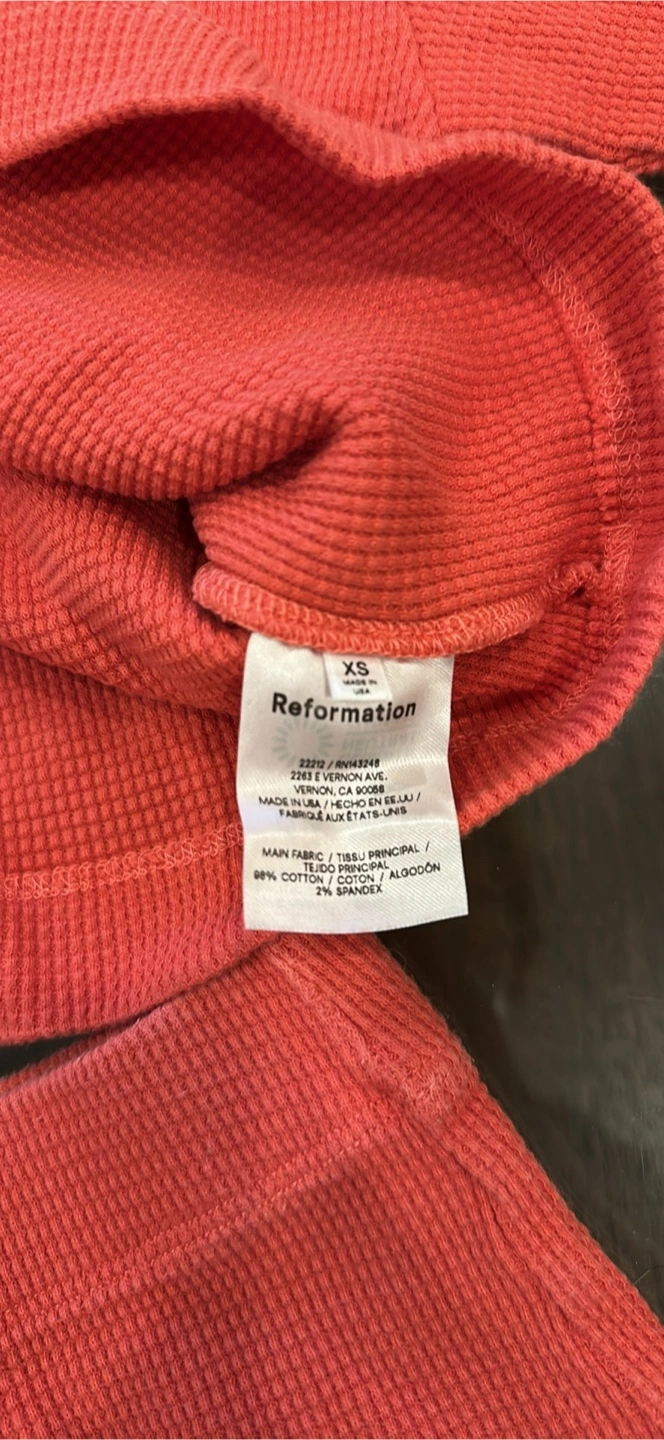 XS
MADE IN
USA
Reformation
22212 / RN143248
2263 E VERNON AVE.
VERNON, CA 90058
MADE IN USA / HECHO EN EE.UU /
FABRIQUÉ AUX ÉTATS-UNIS
MAIN FABRIC / TISSU PRINCIPAL /
TEJIDO PRINCIPAL
98% COTTON / COTON / ALGODÓN
2% SPANDEX